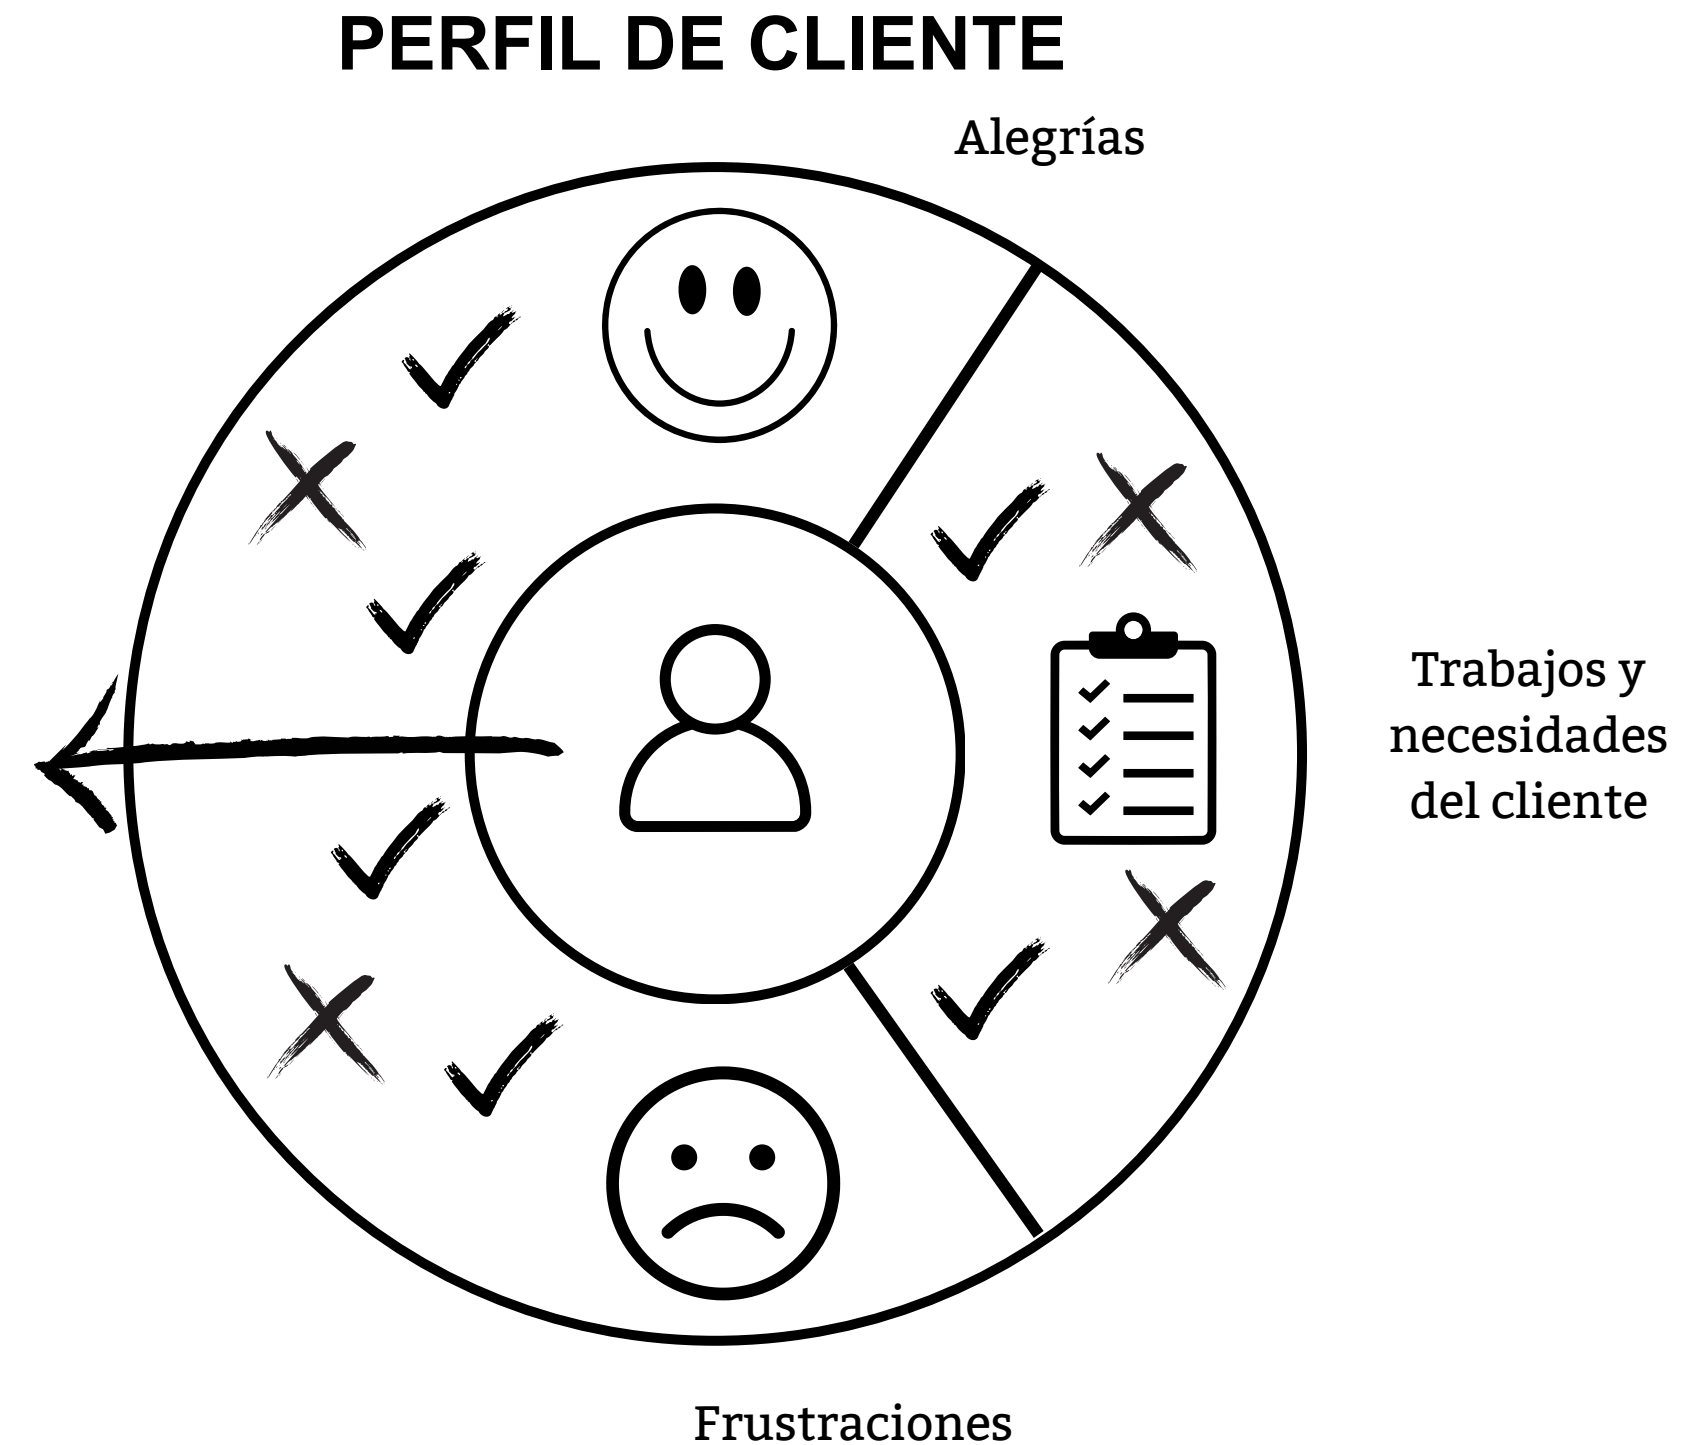 PERFIL DE CLIENTE
Alegrías
Trabajos y
necesidades
del cliente
Frustraciones